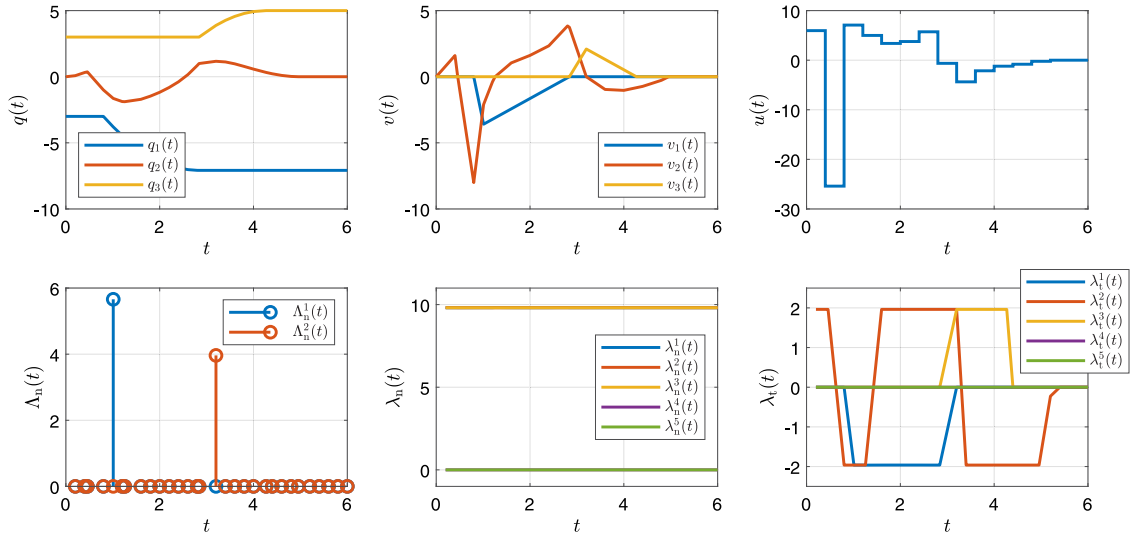 5
0
-5
-10
q(t)
q₁(t)
q₂(t)
q₃(t)
0 2 4 6
t
10
5
0
-5
-10
v(t)
v₁(t)
v₂(t)
v₃(t)
0 2 4 6
t
10
0
-10
-20
-30
u(t)
0 2 4 6
t
6
4
2
0
Λₙ(t)
Λₙ¹(t)
Λₙ²(t)
0 2 4 6
t
10
5
0
λₙ(t)
λₙ¹(t)
λₙ²(t)
λₙ³(t)
λₙ⁴(t)
λₙ⁵(t)
0 2 4 6
t
2
1
0
-1
-2
λₜ(t)
λₜ¹(t)
λₜ²(t)
λₜ³(t)
λₜ⁴(t)
λₜ⁵(t)
0 2 4 6
t